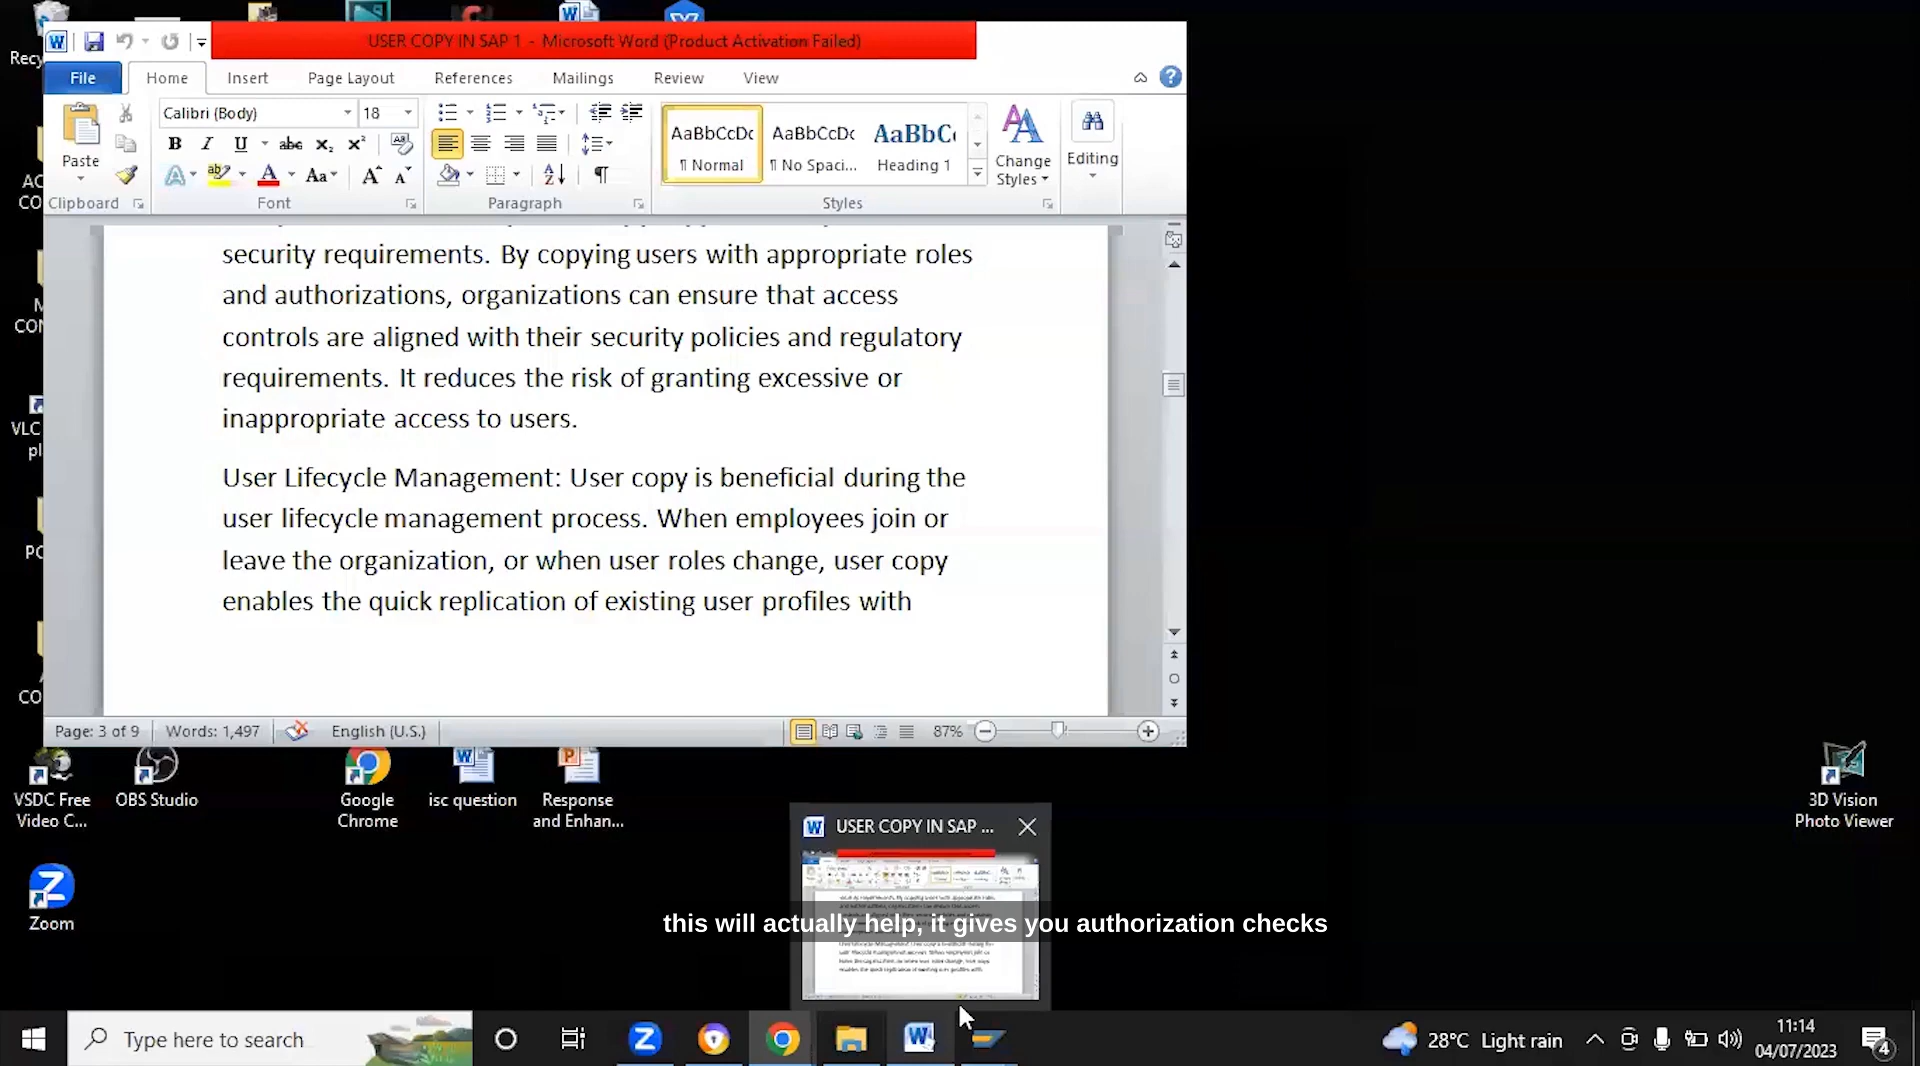 USER COPY IN SAP 1 - Microsoft Word (Product Activation Failed)
File Home Insert Page Layout References Mailings Review View
Calibri (Body) 18
Paste
AaBbCcDc AaBbCcDc AaBbC
¶ Normal ¶ No Spaci... Heading 1
Change Styles
Editing
Clipboard Font Paragraph Styles
security requirements. By copying users with appropriate roles
and authorizations, organizations can ensure that access
controls are aligned with their security policies and regulatory
requirements. It reduces the risk of granting excessive or
inappropriate access to users.
User Lifecycle Management: User copy is beneficial during the
user lifecycle management process. When employees join or
leave the organization, or when user roles change, user copy
enables the quick replication of existing user profiles with
Page: 3 of 9 Words: 1,497 English (U.S.) 87%
VSDC Free
Video C...
OBS Studio
Google
Chrome
isc question
Response
and Enhan...
3D Vision
Photo Viewer
Zoom
USER COPY IN SAP ...
this will actually help, it gives you authorization checks
Type here to search
28°C Light rain
11:14
04/07/2023
4